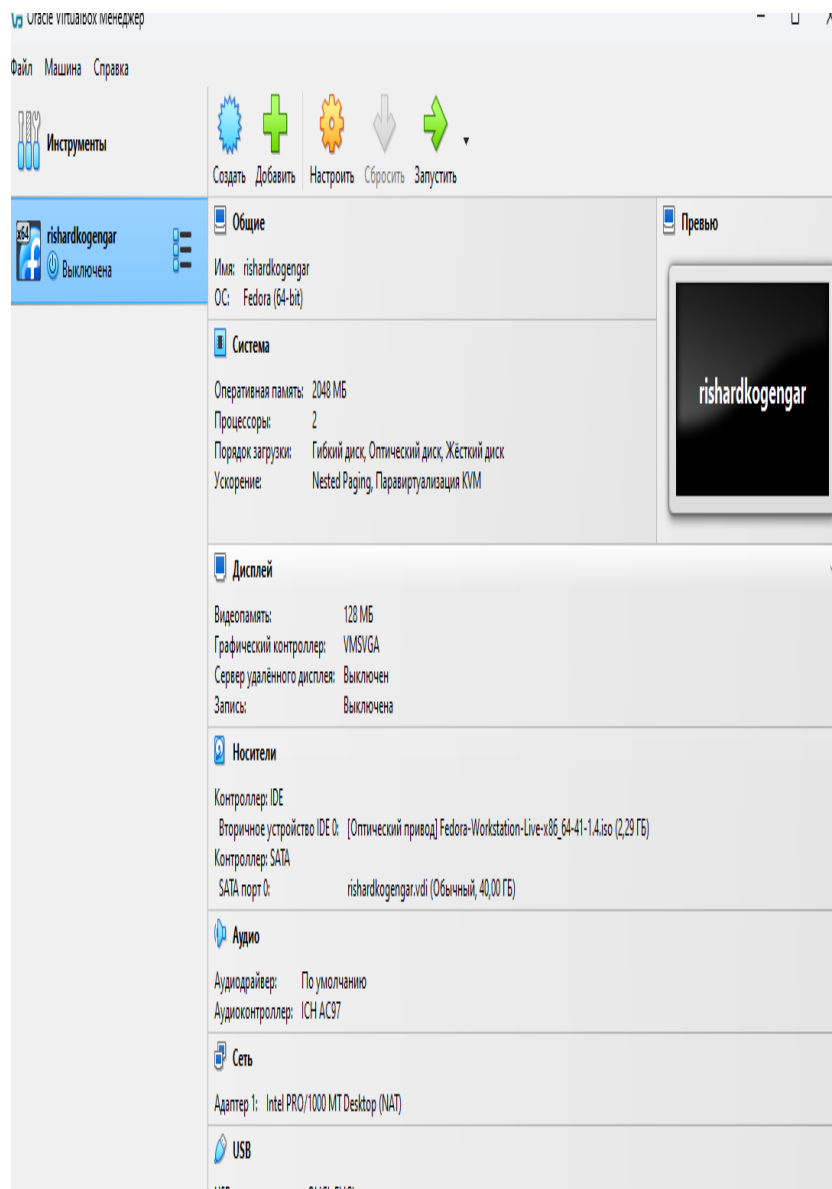 Oracle VirtualBox Менеджер
Файл Машина Справка
Инструменты
Создать Добавить Настроить Сбросить Запустить
x64
rishardkogengar
Выключена
Общие
Имя: rishardkogengar
ОС: Fedora (64-bit)
Превью
rishardkogengar
Система
Оперативная память: 2048 МБ
Процессоры: 2
Порядок загрузки: Гибкий диск, Оптический диск, Жёсткий диск
Ускорение: Nested Paging, Паравиртуализация KVM
Дисплей
Видеопамять: 128 МБ
Графический контроллер: VMSVGA
Сервер удалённого дисплея: Выключен
Запись: Выключена
Носители
Контроллер: IDE
Вторичное устройство IDE 0: [Оптический привод] Fedora-Workstation-Live-x86_64-41-1.4.iso (2,29 ГБ)
Контроллер: SATA
SATA порт 0: rishardkogengar.vdi (Обычный, 40,00 ГБ)
Аудио
Аудиодрайвер: По умолчанию
Аудиоконтроллер: ICH AC97
Сеть
Адаптер 1: Intel PRO/1000 MT Desktop (NAT)
USB